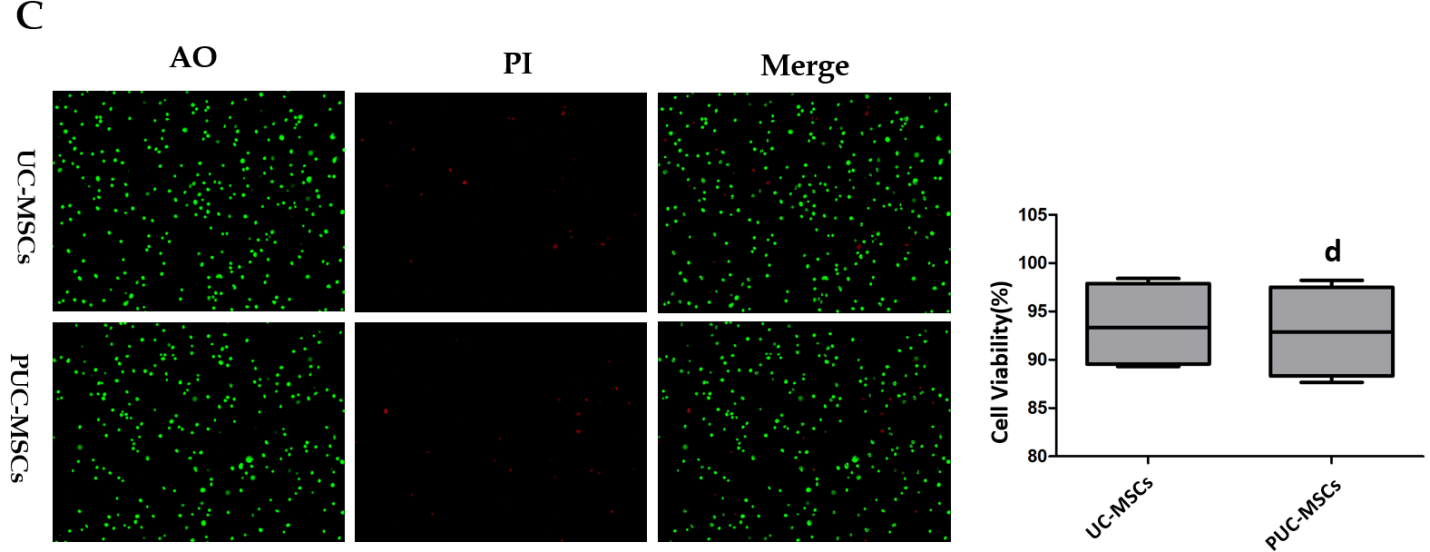 C
AO
PI
Merge
UC-MSCs
PUC-MSCs
d
Cell Viability(%)
105
100
95
90
85
80
UC-MSCs
PUC-MSCs